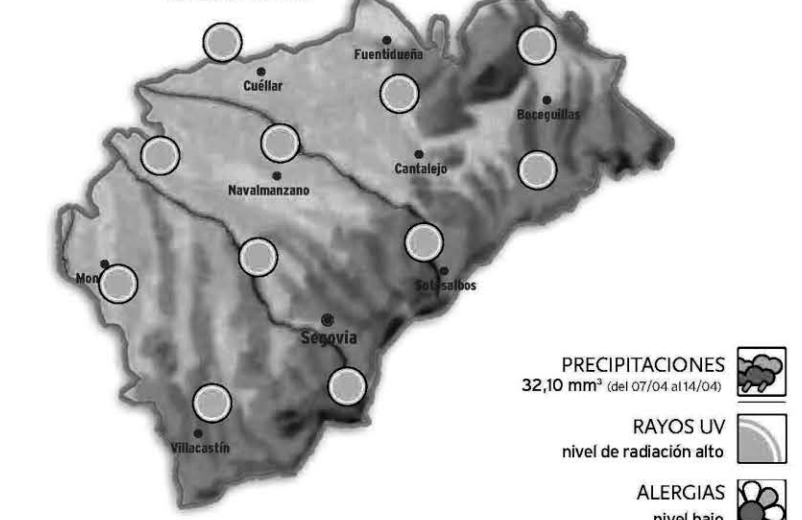 Fuentidueña
Cuéllar
Boceguillas
Cantalejo
Navalmanzano
Mon
Segovia
Villacastín
PRECIPITACIONES
32,10 mm³ (del 07/04 al 14/04)
RAYOS UV
nivel de radiación alto
ALERGIAS
nivel bajo